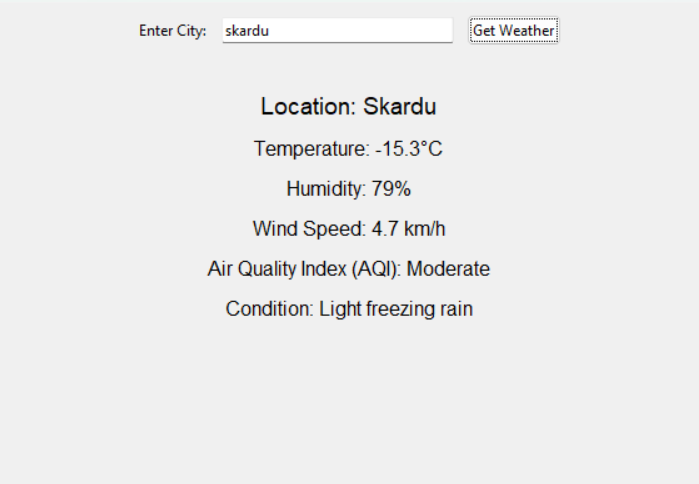 Enter City: skardu Get Weather
Location: Skardu
Temperature: -15.3°C
Humidity: 79%
Wind Speed: 4.7 km/h
Air Quality Index (AQI): Moderate
Condition: Light freezing rain